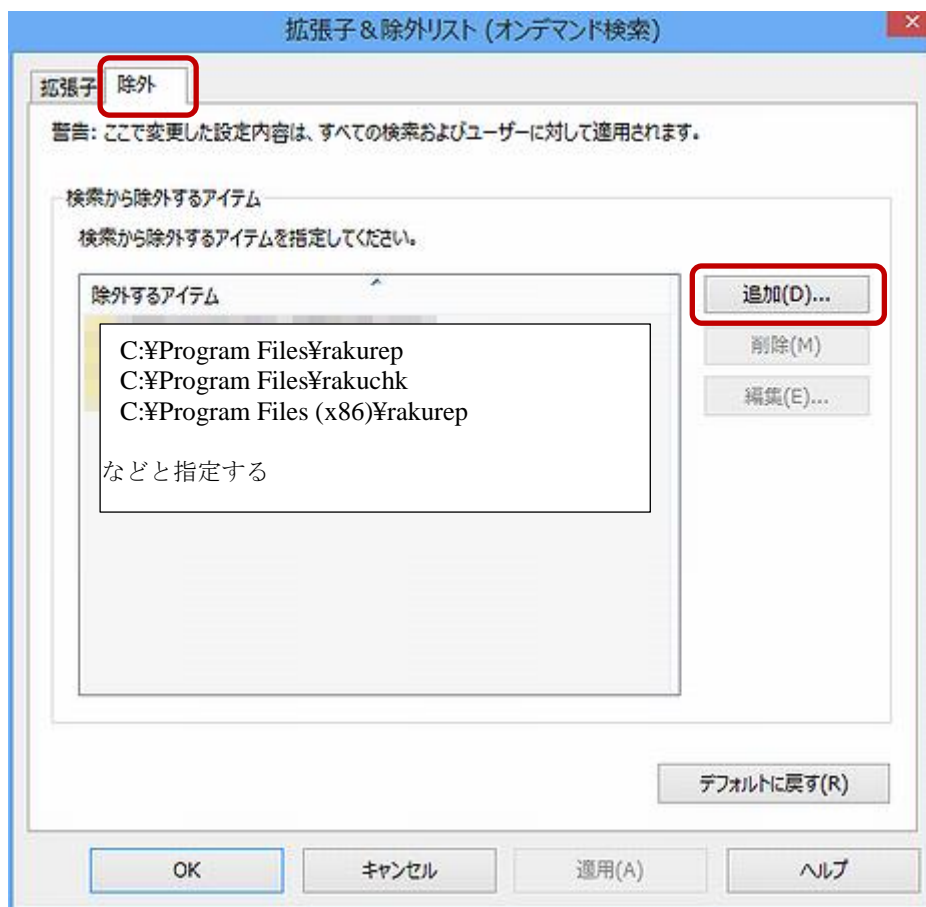 拡張子&除外リスト (オンデマンド検索)
拡張子 除外
警告: ここで変更した設定内容は、すべての検索およびユーザーに対して適用されます。
検索から除外するアイテム
検索から除外するアイテムを指定してください。
除外するアイテム
追加(D)...
削除(M)
編集(E)...
C:¥Program Files¥rakurep
C:¥Program Files¥rakuchk
C:¥Program Files (x86)¥rakurep
などと指定する
デフォルトに戻す(R)
OK キャンセル 適用(A) ヘルプ